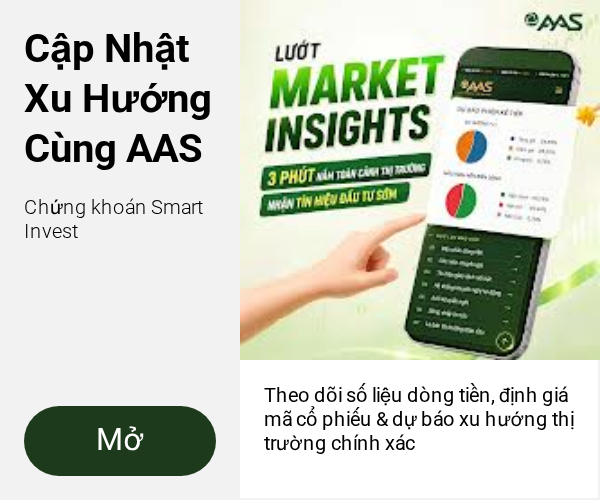 Cập Nhật
Xu Hướng
Cùng AAS
Chứng khoán Smart
Invest
Mở
AAS
LƯỚT
MARKET
INSIGHTS
3 PHÚT NẮM TOÀN CẢNH THỊ TRƯỜNG
NHẬN TÍN HIỆU ĐẦU TƯ SỚM
AAS
Theo dõi số liệu dòng tiền, định giá
mã cổ phiếu & dự báo xu hướng thị
trường chính xác